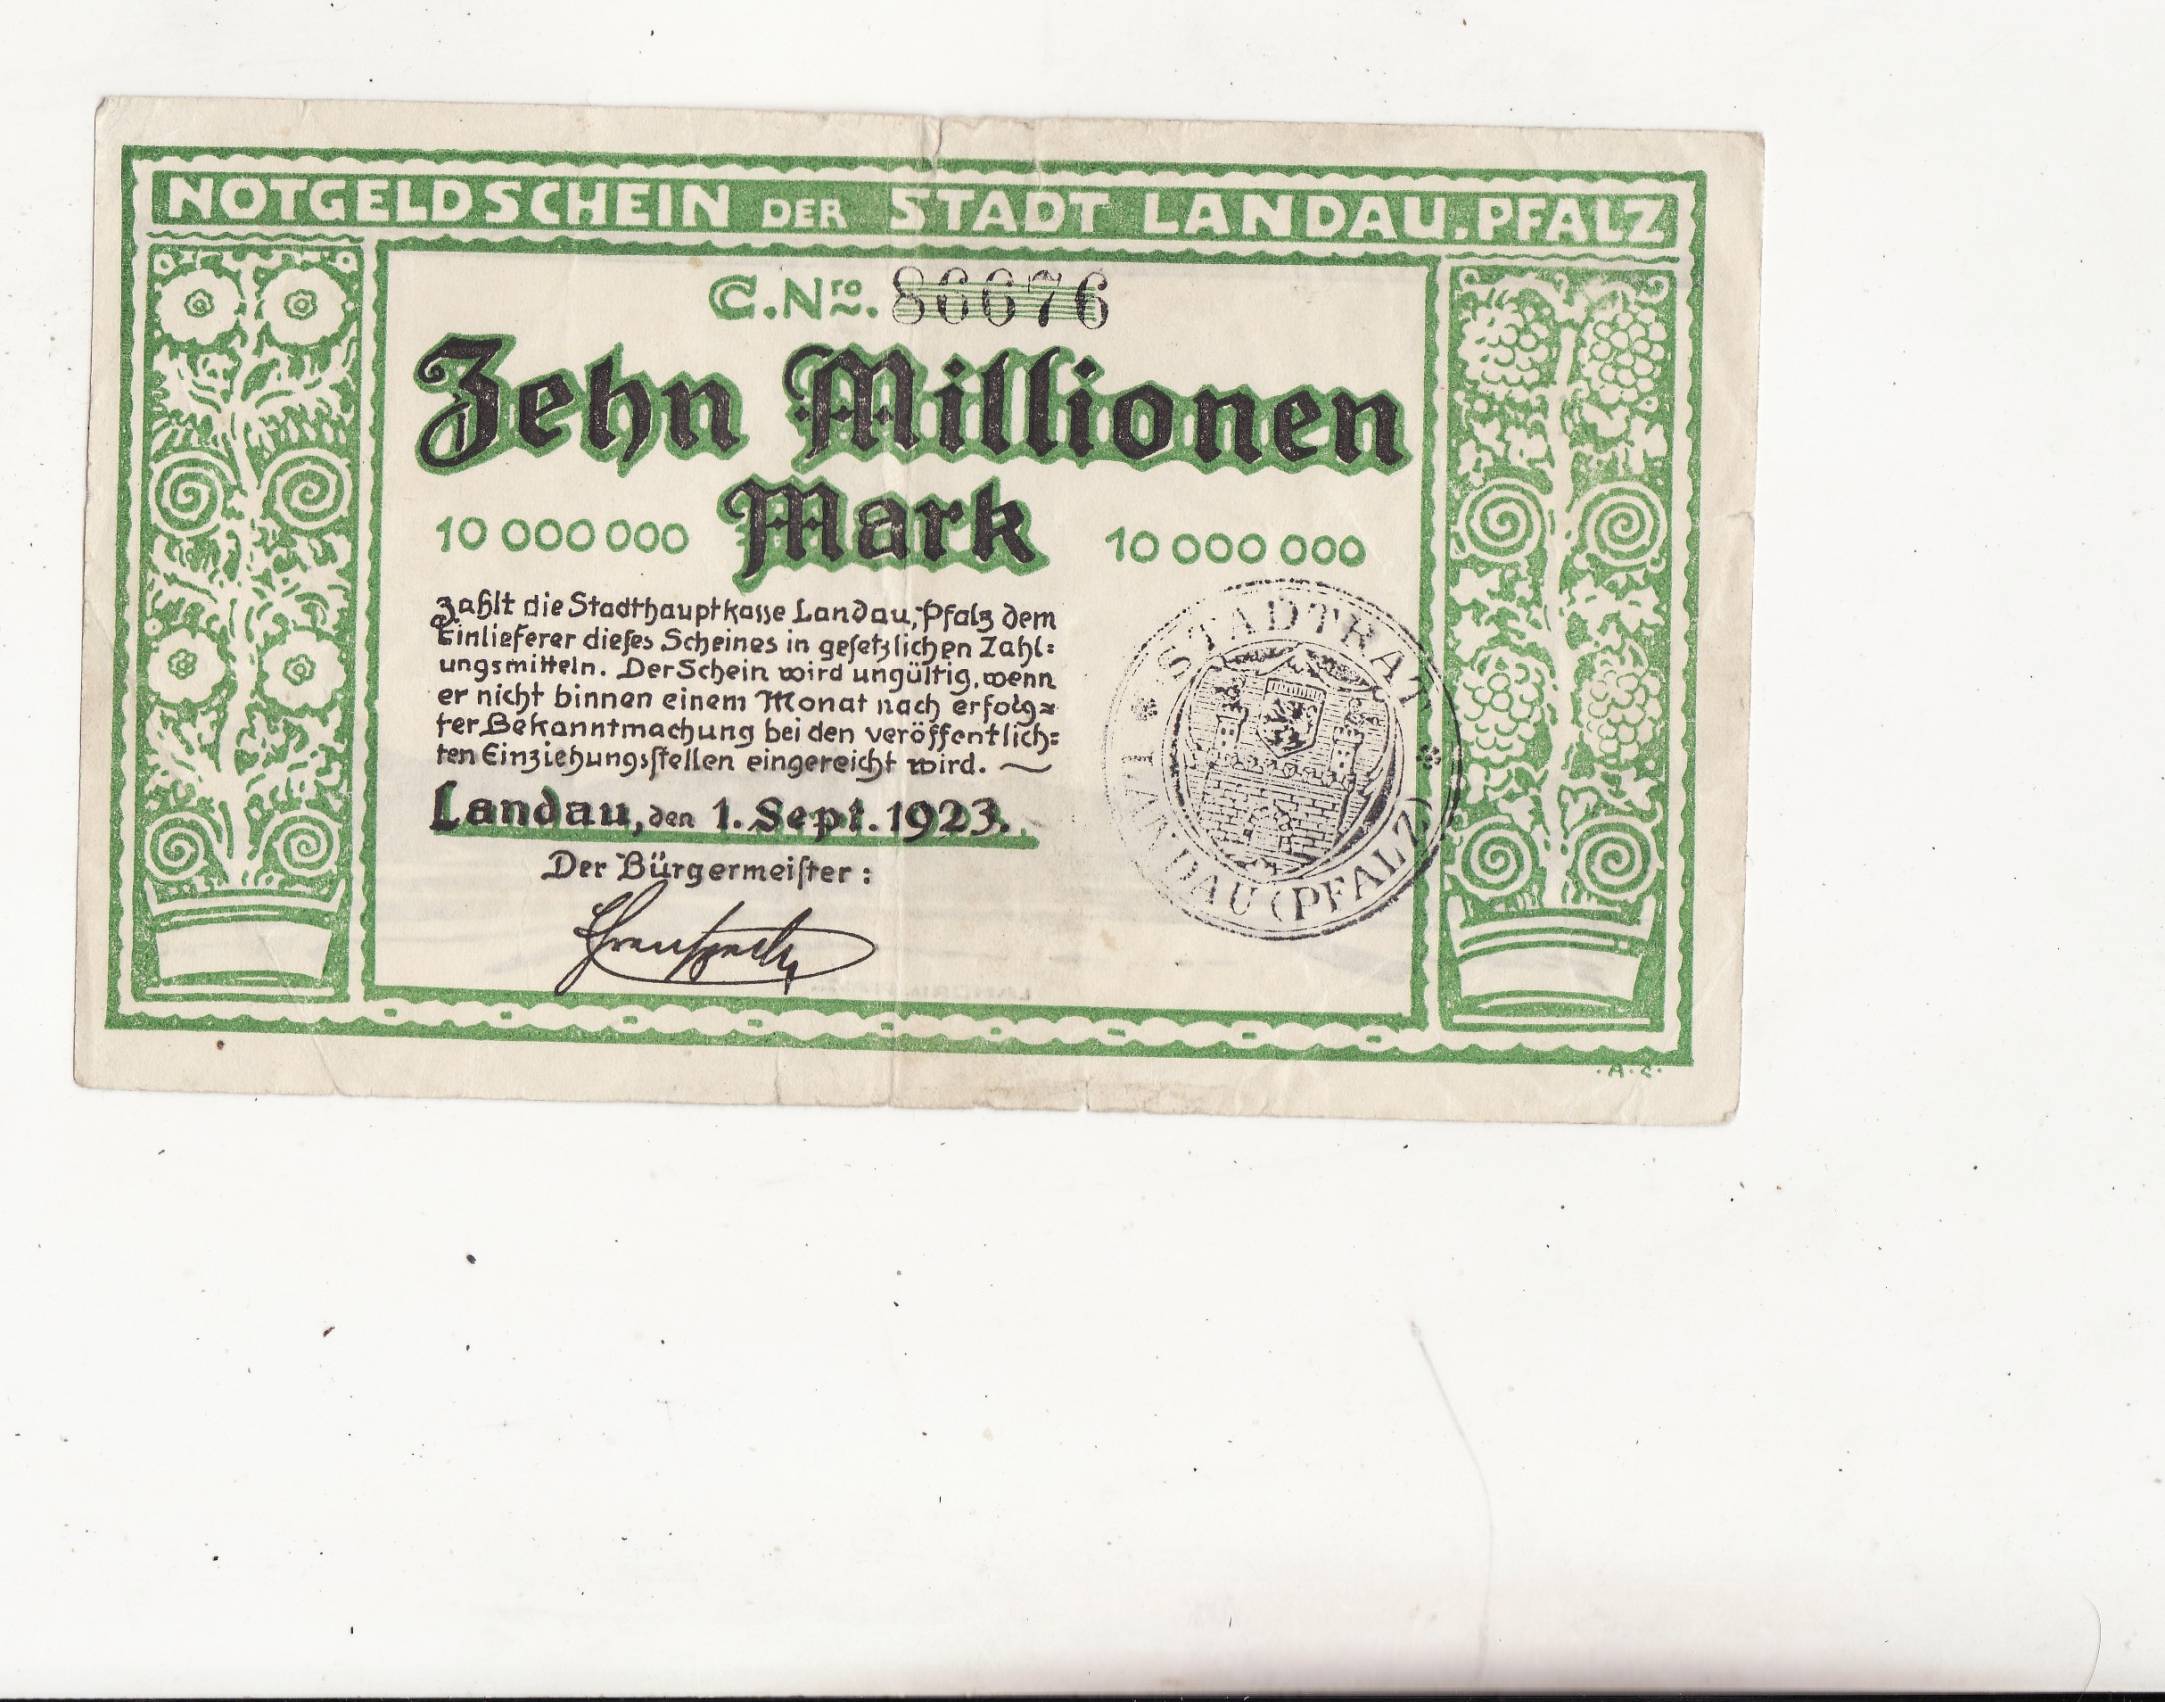 NOTGELDSCHEIN DER STADT LANDAU, PFALZ
C. Nro. 86676
Zehn Millionen
Mark
10 000 000
10 000 000
Zahlt die Stadthauptkasse Landau, Pfalz dem
Einlieferer dieſes Scheines in geſetzlichen Zahl=
ungsmitteln. Der Schein wird ungültig, wenn
er nicht binnen einem Monat nach erfolg=
ter Bekanntmachung bei den veröffentlich=
ten Einziehungsſtellen eingereicht wird.
Landau, den 1. Sept. 1923.
Der Bürgermeiſter:
STADTRAT
LANDAU (PFALZ)